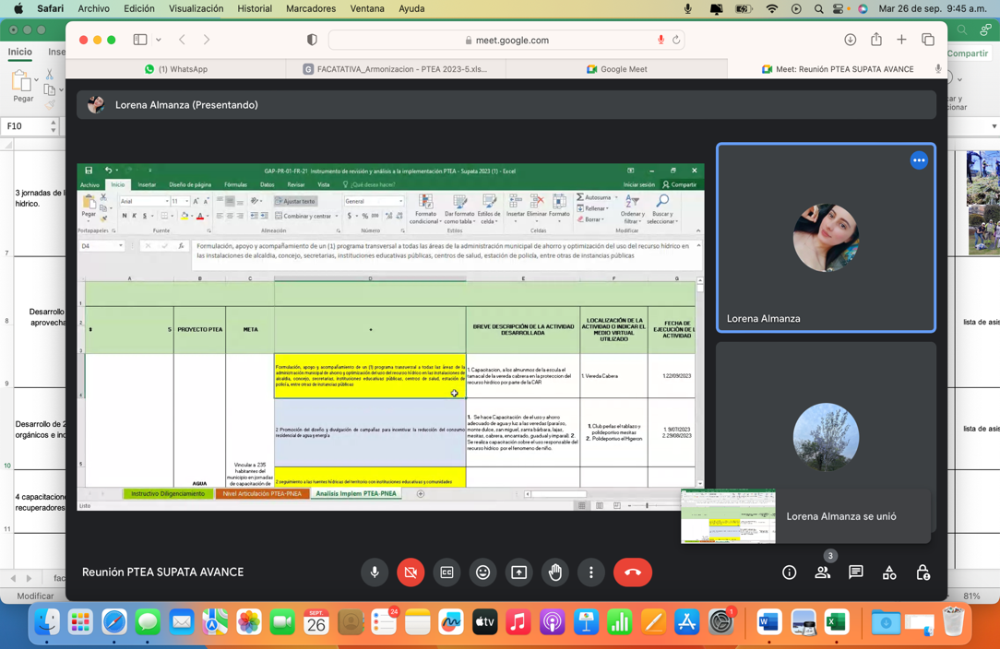 Safari Archivo Edición Visualización Historial Marcadores Ventana Ayuda
Mar 26 de sep. 9:45 a.m.
meet.google.com
(1) WhatsApp
FACATATIVA_Armonizacion - PTEA 2023-5.xls...
Google Meet
Meet: Reunión PTEA SUPATA AVANCE
Inicio
Compartir
Pegar
F10
3 jornadas de
hídrico.
7
Desarrollo
aprovecha
8
9
Desarrollo de 2
orgánicos e
10
4 capacitacione
recuperadores
11
Modificar
lista de asis
lista de asis
81%
Lorena Almanza (Presentando)
GAP-PR-01-FR-21 Instrumento de revisión y análisis a la implementación PTEA - Supata 2023 (1) - Excel
Archivo Inicio Insertar Diseño de página Fórmulas Datos Revisar Vista ¿Qué desea hacer? Iniciar sesión Compartir
Pegar
Arial 11
N K S
Ajustar texto
Combinar y centrar
General
Formato condicional
Dar formato como tabla
Estilos de celda
Insertar Eliminar Formato
Autosuma
Rellenar
Borrar
Ordenar y filtrar
Buscar y seleccionar
Portapapeles Fuente Alineación Número Estilos Celdas Modificar
D4
Formulación, apoyo y acompañamiento de un (1) programa transversal a todas las áreas de la administración municipal de ahorro y optimización del uso del recurso hídrico en
las instalaciones de alcaldía, concejo, secretarias, instituciones educativas públicas, centros de salud, estación de policía, entre otras de instancias públicas
A B C D E F G
1
2
3
5 PROYECTO PTEA META
BREVE DESCRIPCIÓN DE LA ACTIVIDAD DESARROLLADA
LOCALIZACIÓN DE LA ACTIVIDAD O INDICAR EL MEDIO VIRTUAL UTILIZADO
FECHA DE EJECUCIÓN DE L ACTIVIDAD
4
Formulación, apoyo y acompañamiento de un (1) programa transversal a todas las áreas de la
administración municipal de ahorro y optimización del uso del recurso hídrico en las instalaciones de
alcaldía, concejo, secretarias, instituciones educativas públicas, centros de salud, estación de
policía, entre otras de instancias públicas
1. Capacitacion, a los almunnos de la escuela el
tamacal de la vereda cabrera en la proteccion del
recurso hidrico por parte de la CAR
1. Vereda Cabera
1.22/09/2023
5
2 Promoción del diseño y divulgación de campañas para incentivar la reducción del consumo
residencial de agua y energía
1. Se hace Capacitación de el uso y ahorro
adecuado de agua y luz a las veredas (paraíso,
monte dulce, san miguel, santa bárbara, lajas,
mesitas, cabrera, encantado, guadual y imparal). 2.
Se realiza capacitación sobre el uso responsable del
recurso hídrico por el fenomeno de niño.
1. Club perlas el tablazo y
polideportivo mesitas
2. Polideportivo el Higeron
1. 9/07/2023
2.29/08/2023
AGUA
Vincular a 235
habitantes del
municipio en jornadas
de capacitación de
2 seguimiento a las fuentes hídricas del territorio con instituciones educativas y comunidades
Instructivo Diligenciamiento
Nivel Articulación PTEA-PNEA
Analisis Implem PTEA-PNEA
Listo
Lorena Almanza
Lorena Almanza se unió
Reunión PTEA SUPATA AVANCE
3
SEPT.
26
24
tv
1